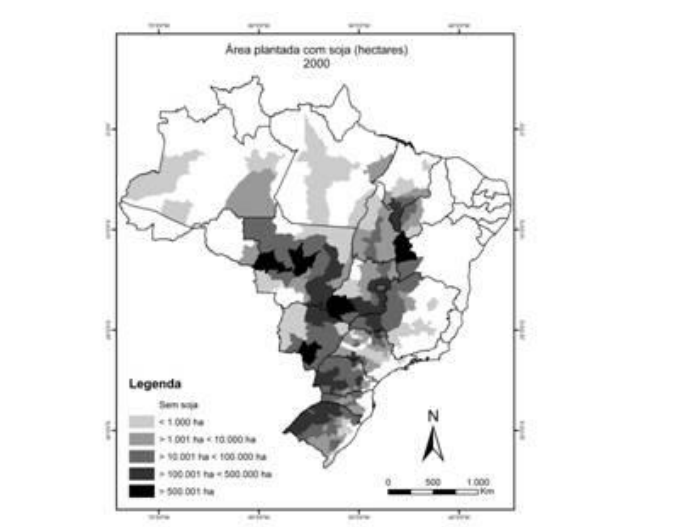 Área plantada com soja (hectares)
2000
Legenda
Sem soja
< 1.000 ha
> 1.001 ha < 10.000 ha
> 10.001 ha < 100.000 ha
> 100.001 ha < 500.000 ha
> 500.001 ha
N
0 500 1.000
Km